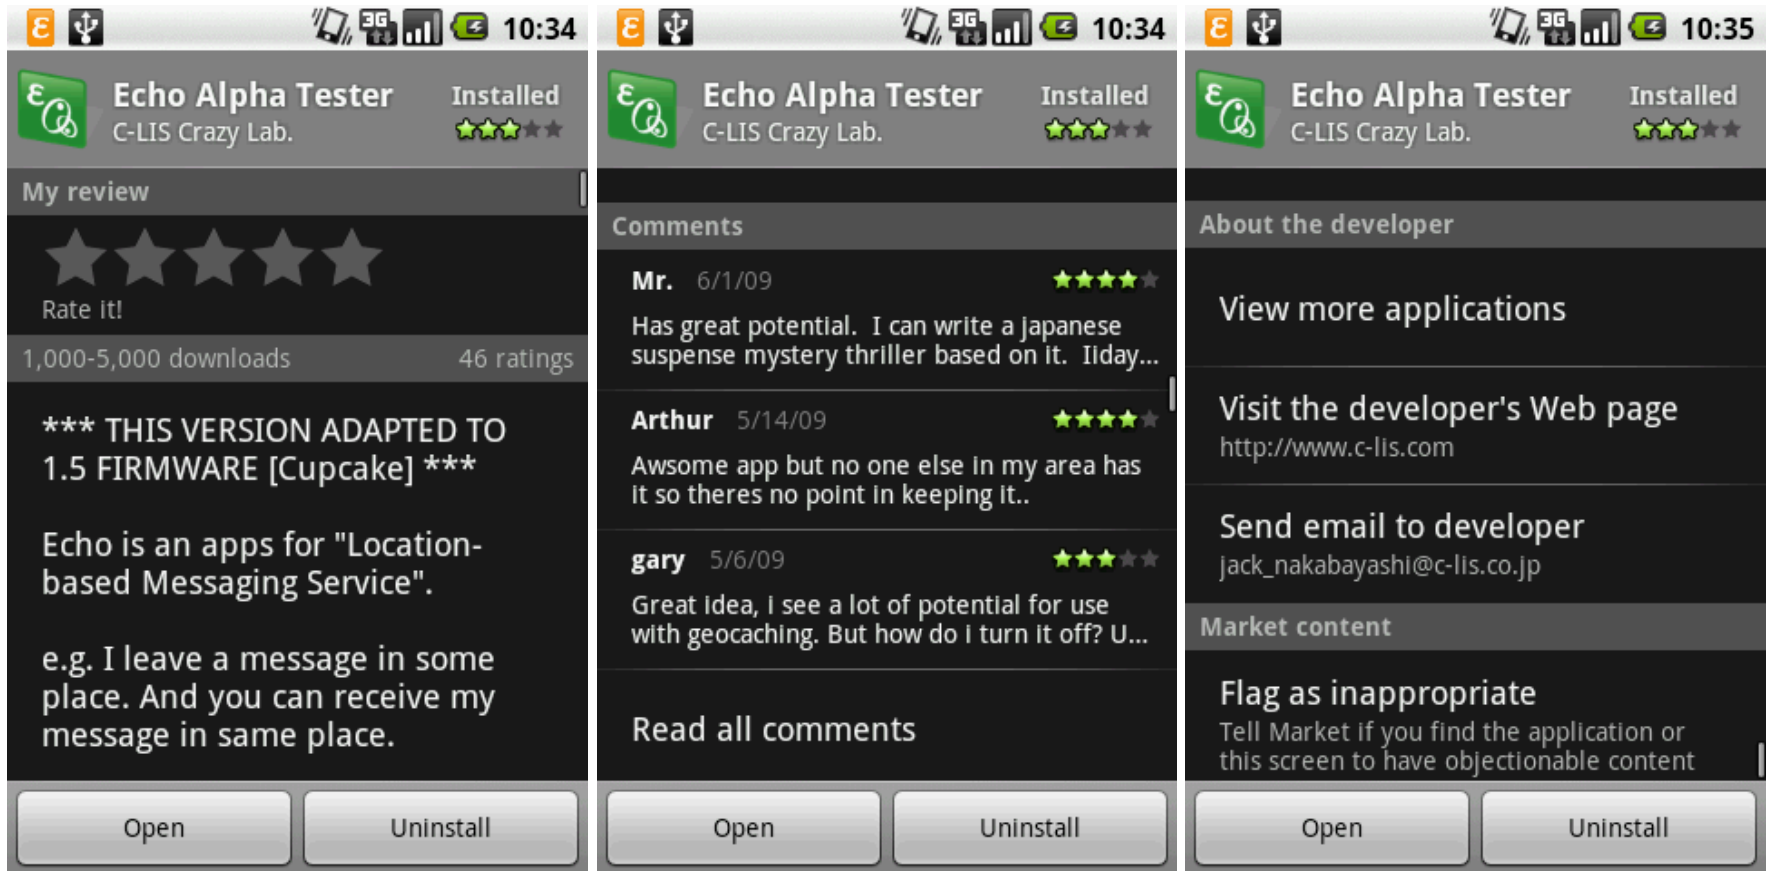 10:34
Echo Alpha Tester
Installed
C-LIS Crazy Lab.
My review
Rate it!
1,000-5,000 downloads
46 ratings
*** THIS VERSION ADAPTED TO
1.5 FIRMWARE [Cupcake] ***
Echo is an apps for "Location-
based Messaging Service".
e.g. I leave a message in some
place. And you can receive my
message in same place.
Open
Uninstall
3G
10:34
Echo Alpha Tester
Installed
C-LIS Crazy Lab.
Comments
Mr. 6/1/09
Has great potential.  I can write a japanese
suspense mystery thriller based on it.  Iiday...
Arthur 5/14/09
Awsome app but no one else in my area has
it so theres no point in keeping it..
gary 5/6/09
Great idea, i see a lot of potential for use
with geocaching. But how do i turn it off? U...
Read all comments
Open
Uninstall
3G
10:35
Echo Alpha Tester
Installed
C-LIS Crazy Lab.
About the developer
View more applications
Visit the developer's Web page
http://www.c-lis.com
Send email to developer
jack_nakabayashi@c-lis.co.jp
Market content
Flag as inappropriate
Tell Market if you find the application or
this screen to have objectionable content
Open
Uninstall
3G